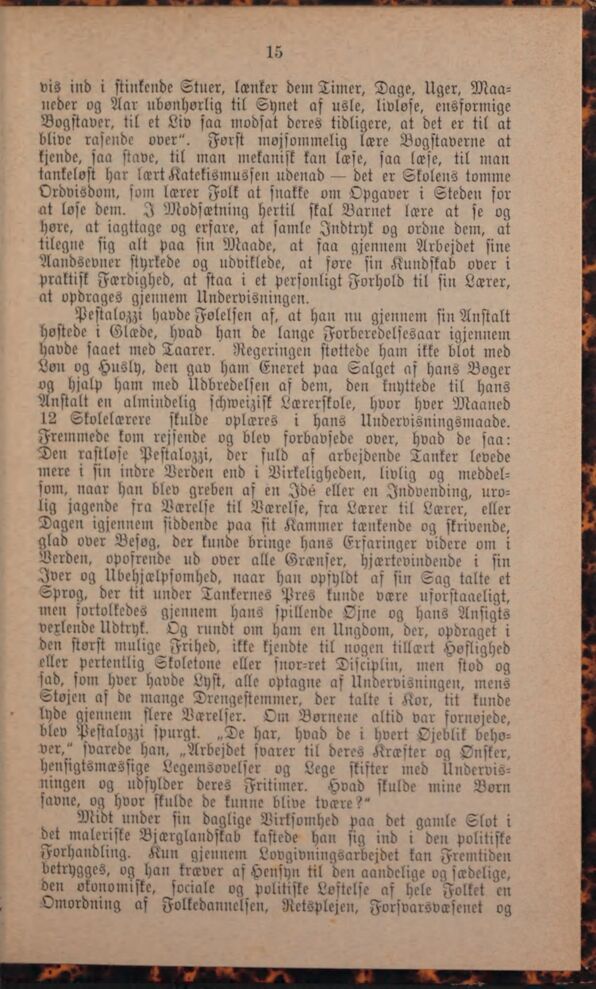 15
vis ind i stinkende Stuer, lænker dem Timer, Dage, Uger, Maa=
neder og Aar ubønhørlig til Synet af usle, livløse, ensformige
Bogstaver, til et Liv saa modsat deres tidligere, at det er til at
blive rasende over“. Først møjsommelig lære Bogstaverne at
kjende, saa stave, til man mekanisk kan læse, saa læse, til man
tankeløst har lært Katekismussen udenad — det er Skolens tomme
Ordvisdom, som lærer Folk at snakke om Opgaver i Steden for
at løse dem. I Modsætning hertil skal Barnet lære at se og
høre, at iagttage og erfare, at samle Indtryk og ordne dem, at
tilegne sig alt paa sin Maade, at saa gjennem Arbejdet sine
Aandsevner styrkede og udviklede, at føre sin Kundskab over i
praktisk Færdighed, at staa i et personligt Forhold til sin Lærer,
at opdrages gjennem Undervisningen.
Pestalozzi havde Følelsen af, at han nu gjennem sin Anstalt
høstede i Glæde, hvad han de lange Forberedelsesaar igjennem
havde saaet med Taarer. Regeringen støttede ham ikke blot med
Løn og Husly, den gav ham Eneret paa Salget af hans Bøger
og hjalp ham med Udbredelsen af dem, den knyttede til hans
Anstalt en almindelig schweizisk Lærerskole, hvor hver Maaned
12 Skolelærere skulde oplæres i hans Undervisningsmaade.
Fremmede kom rejsende og blev forbavsede over, hvad de saa:
Den rastløse Pestalozzi, der fuld af arbejdende Tanker levede
mere i sin indre Verden end i Virkeligheden, livlig og meddel=
som, naar han blev greben af en Idé eller en Indvending, uro=
lig jagende fra Værelse til Værelse, fra Lærer til Lærer, eller
Dagen igjennem siddende paa sit Kammer tænkende og skrivende,
glad over Besøg, der kunde bringe hans Erfaringer videre om i
Verden, opofrende ud over alle Grænser, hjærtevindende i sin
Iver og Ubehjælpsomhed, naar han opfyldt af sin Sag talte et
Sprog, der tit under Tankernes Pres kunde være uforstaaeligt,
men fortolkedes gjennem hans spillende Øjne og hans Ansigts
vexlende Udtryk. Og rundt om ham en Ungdom, der, opdraget i
den størst mulige Frihed, ikke kjendte til nogen tillært Høflighed
eller pertentlig Skoletone eller snor=ret Disciplin, men stod og
sad, som hver havde Lyst, alle optagne af Undervisningen, mens
Støjen af de mange Drengestemmer, der talte i Kor, tit kunde
lyde gjennem flere Værelser. Om Børnene altid var fornøjede,
blev Pestalozzi spurgt. „De har, hvad de i hvert Øjeblik behø=
ver,“ svarede han, „Arbejdet svarer til deres Kræfter og Ønsker,
hensigtsmæssige Legemsøvelser og Lege skifter med Undervis=
ningen og udfylder deres Fritimer. Hvad skulde mine Børn
savne, og hvor skulde de kunne blive tvære?“
Midt under sin daglige Virksomhed paa det gamle Slot i
det maleriske Bjærglandskab kastede han sig ind i den politiske
Forhandling. Kun gjennem Lovgivningsarbejdet kan Fremtiden
betrygges, og han kræver af Hensyn til den aandelige og sædelige,
den økonomiske, sociale og politiske Løftelse af hele Folket en
Omordning af Folkedannelsen, Retsplejen, Forsvarsvæsenet og